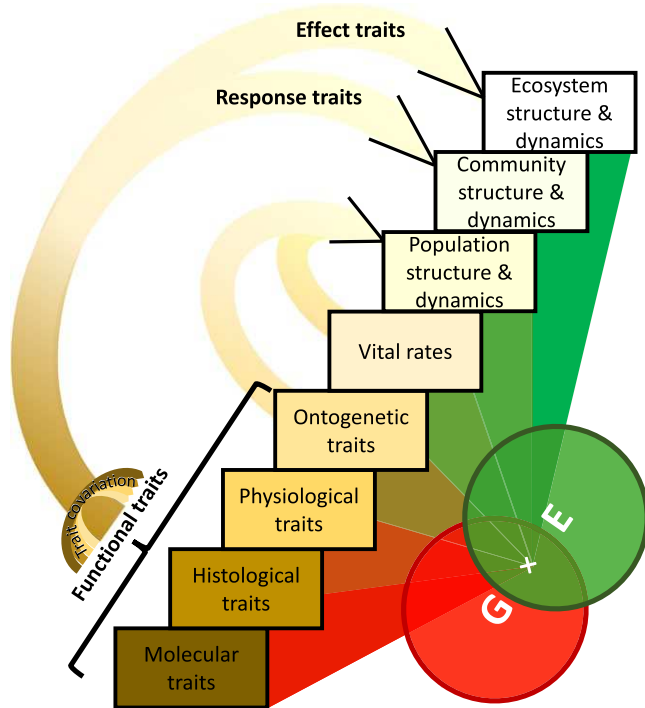 Effect traits
Response traits
Ecosystem
structure &
dynamics
Community
structure &
dynamics
Population
structure &
dynamics
Vital rates
Ontogenetic
traits
Physiological
traits
Histological
traits
Molecular
traits
Trait covariation
Functional traits
E
+
G